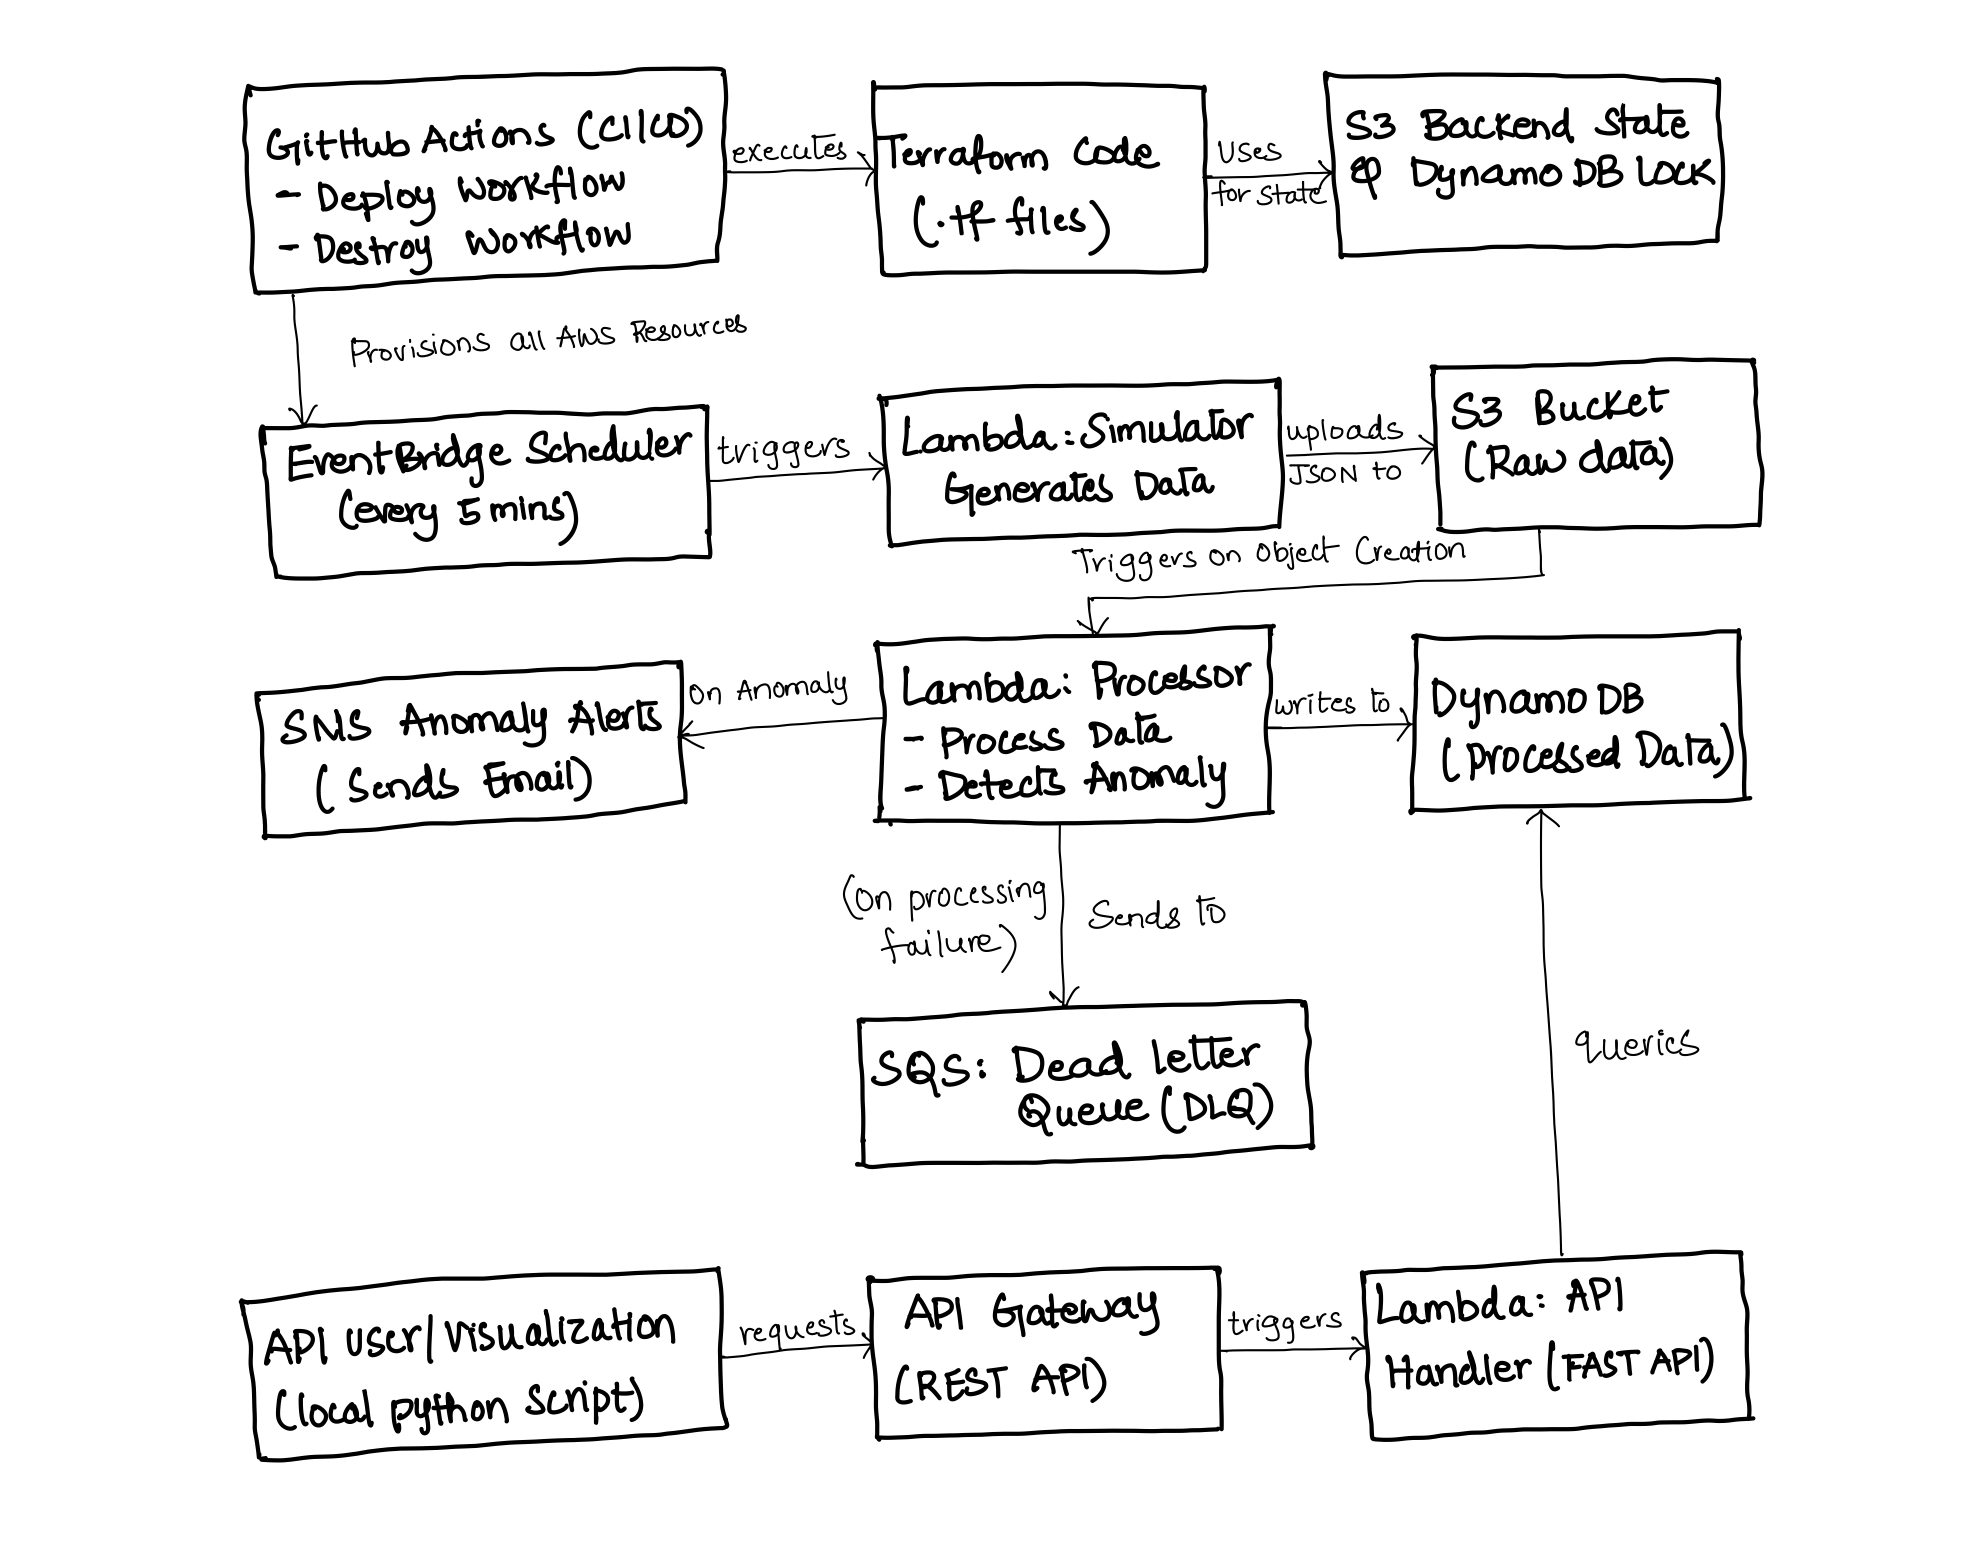 GitHub Actions (CI/CD)
- Deploy Workflow
- Destroy Workflow
executes
Terraform Code
(.tf files)
Uses
for State
S3 Backend State
& Dynamo DB Lock
Provisions all AWS Resources
EventBridge Scheduler
(every 5 mins)
triggers
Lambda: Simulator
Generates Data
uploads
JSON to
S3 Bucket
(Raw data)
Triggers on Object Creation
SNS Anomaly Alerts
(Sends Email)
On Anomaly
Lambda: Processor
- Process Data
- Detects Anomaly
writes to
Dynamo DB
(Processed Data)
(On processing
failure)
Sends to
SQS: Dead letter
Queue (DLQ)
queries
API user/Visualization
(local python script)
requests
API Gateway
(REST API)
triggers
Lambda: API
Handler (FAST API)